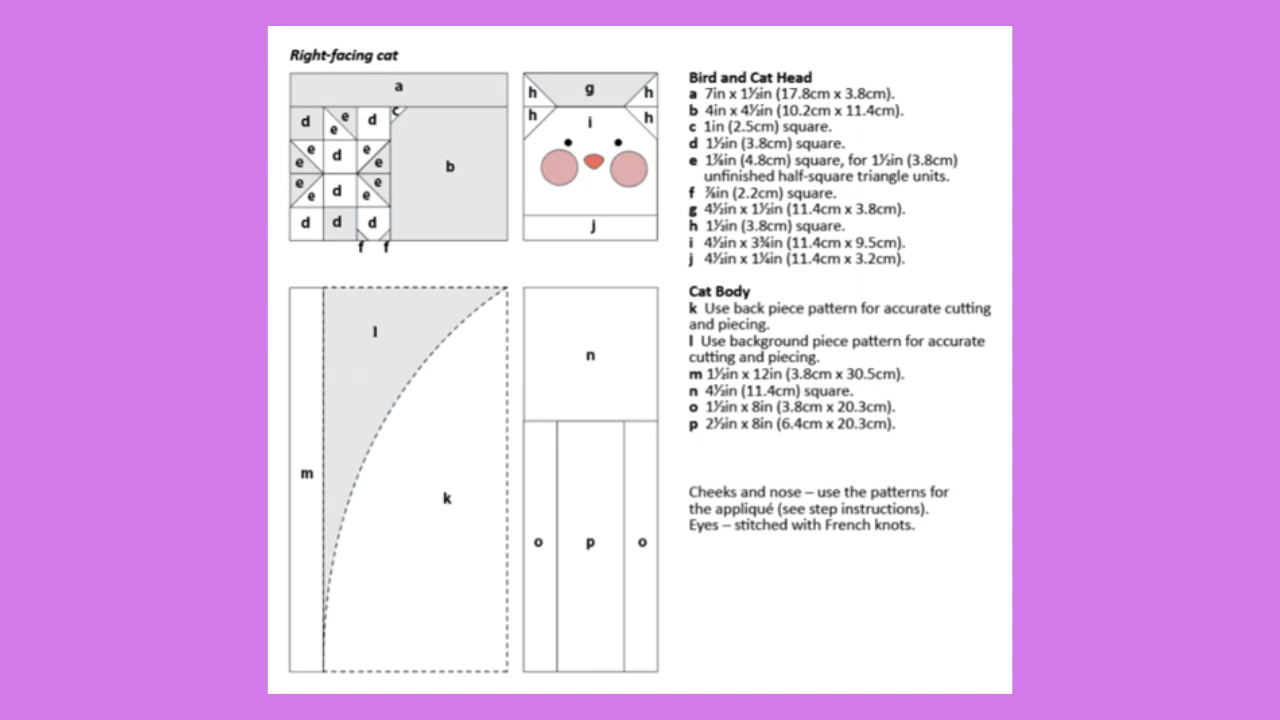 Right-facing cat
a
d
e
e
d
c
e
e
d
e
e
b
e
e
d
e
e
d
d
d
f
f
h
g
h
h
i
h
j
l
m
k
n
o
p
o
Bird and Cat Head
a 7in x 1½in (17.8cm x 3.8cm).
b 4in x 4½in (10.2cm x 11.4cm).
c 1in (2.5cm) square.
d 1½in (3.8cm) square.
e 1⅞in (4.8cm) square, for 1½in (3.8cm)
unfinished half-square triangle units.
f ⅞in (2.2cm) square.
g 4½in x 1½in (11.4cm x 3.8cm).
h 1½in (3.8cm) square.
i 4½in x 3¾in (11.4cm x 9.5cm).
j 4½in x 1¼in (11.4cm x 3.2cm).
Cat Body
k Use back piece pattern for accurate cutting
and piecing.
l Use background piece pattern for accurate
cutting and piecing.
m 1½in x 12in (3.8cm x 30.5cm).
n 4½in (11.4cm) square.
o 1½in x 8in (3.8cm x 20.3cm).
p 2½in x 8in (6.4cm x 20.3cm).
Cheeks and nose – use the patterns for
the appliqué (see step instructions).
Eyes – stitched with French knots.